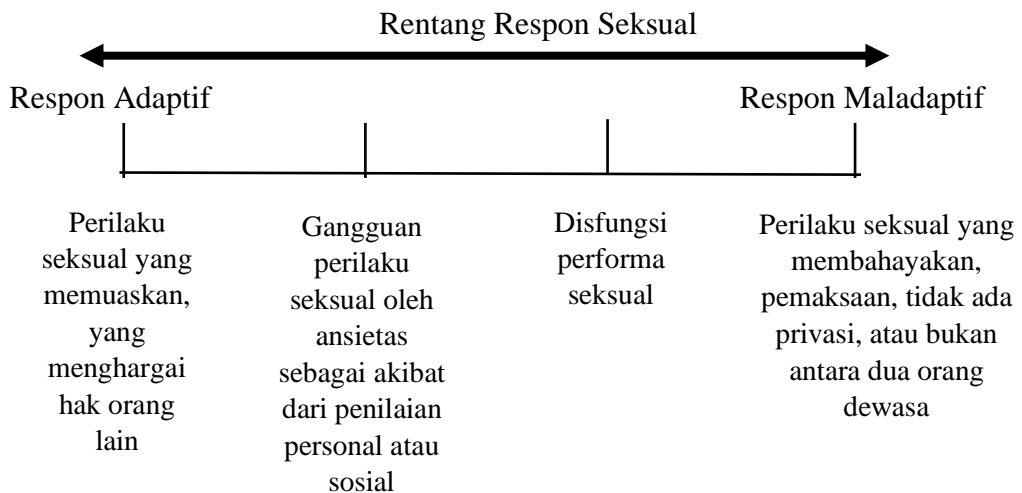 Rentang Respon Seksual
Respon Adaptif
Respon Maladaptif
Perilaku
seksual yang
memuaskan,
yang
menghargai
hak orang
lain
Gangguan
perilaku
seksual oleh
ansietas
sebagai akibat
dari penilaian
personal atau
sosial
Disfungsi
performa
seksual
Perilaku seksual yang
membahayakan,
pemaksaan, tidak ada
privasi, atau bukan
antara dua orang
dewasa